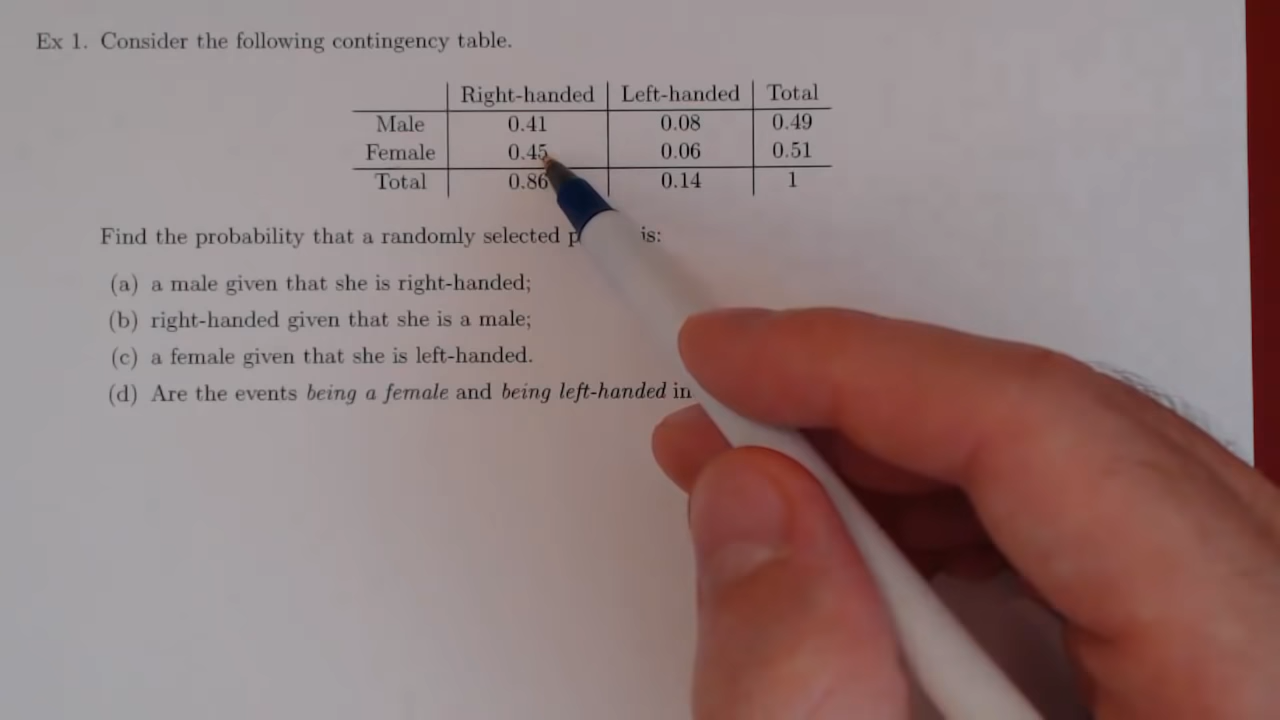 Ex 1. Consider the following contingency table.
Right-handed Left-handed Total
Male 0.41 0.08 0.49
Female 0.45 0.06 0.51
Total 0.86 0.14 1
Find the probability that a randomly selected is:
(a) a male given that she is right-handed;
(b) right-handed given that she is a male;
(c) a female given that she is left-handed.
(d) Are the events being a female and being left-handed in